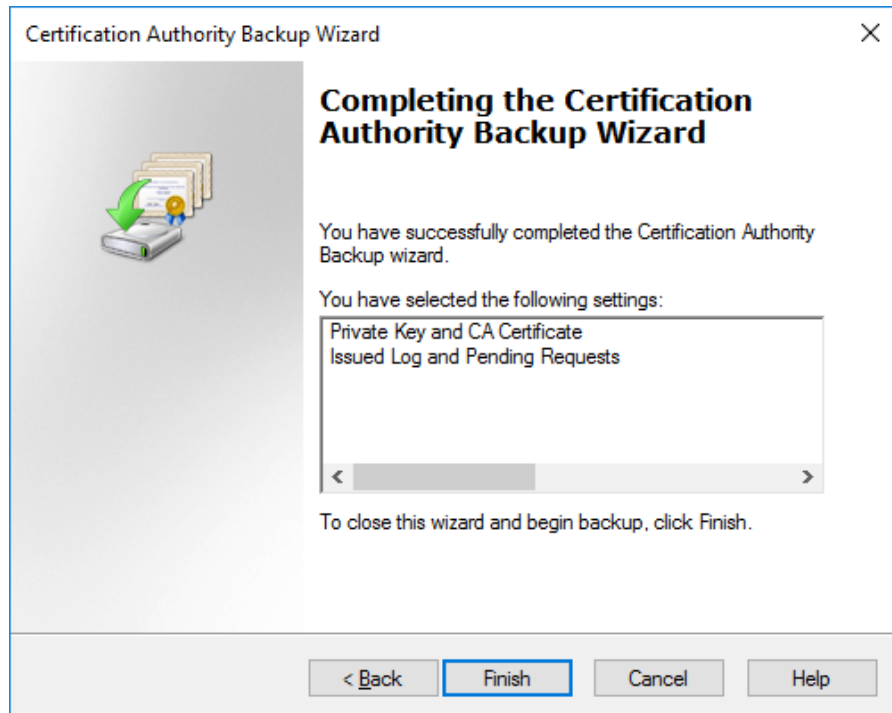 Certification Authority Backup Wizard
Completing the Certification
Authority Backup Wizard
You have successfully completed the Certification Authority
Backup wizard.
You have selected the following settings:
Private Key and CA Certificate
Issued Log and Pending Requests
To close this wizard and begin backup, click Finish.
< Back
Finish
Cancel
Help